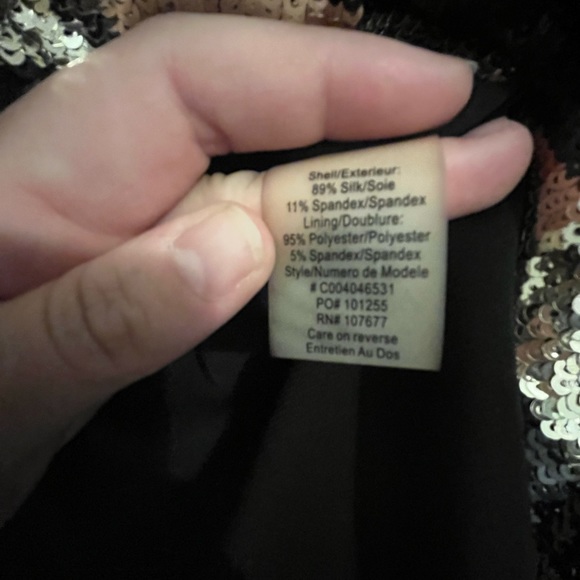 Shell/Exterieur:
89% Silk/Soie
11% Spandex/Spandex
Lining/Doublure:
95% Polyester/Polyester
5% Spandex/Spandex
Style/Numero de Modele
# C004046531
PO# 101255
RN# 107677
Care on reverse
Entretien Au Dos